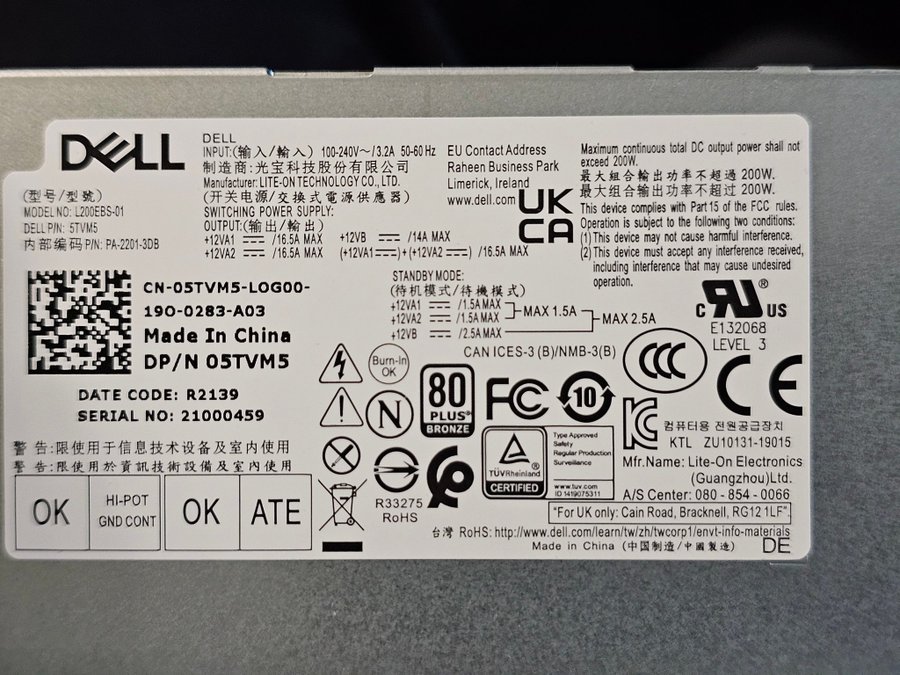 DELL
(型号/型號)
MODEL NO: L200EBS-01
DELL P/N: 5TVM5
内部编码 P/N: PA-2201-3DB
DELL
INPUT:(输入/輸入) 100-240V~/3.2A 50-60 Hz
制造商:光宝科技股份有限公司
Manufacturer: LITE-ON TECHNOLOGY CO., LTD.
(开关电源/交換式電源供應器)
SWITCHING POWER SUPPLY:
OUTPUT:(输出/輸出)
+12VA1 /16.5A MAX +12VB /14A MAX
+12VA2 /16.5A MAX (+12VA1)+(+12VA2) /16.5A MAX
EU Contact Address
Raheen Business Park
Limerick, Ireland
www.dell.com
UK
CA
Maximum continuous total DC output power shall not
exceed 200W.
最大组合输出功率不超过 200W.
最大組合輸出功率不超過 200W.
This device complies with Part 15 of the FCC rules.
Operation is subject to the following two conditions:
(1) This device may not cause harmful interference.
(2) This device must accept any interference received,
including interference that may cause undesired
operation.
CN-05TVM5-LOG00-
190-0283-A03
Made In China
DP/N 05TVM5
DATE CODE: R2139
SERIAL NO: 21000459
STANDBY MODE:
(待机模式/待機模式)
+12VA1 /1.5A MAX
+12VA2 /1.5A MAX
MAX 1.5A
+12VB /2.5A MAX
MAX 2.5A
CAN ICES-3 (B)/NMB-3(B)
c RU ® US
E132068
LEVEL 3
Burn-In
OK
N
80
PLUS®
BRONZE
FC
10
CCC
CE
KC
컴퓨터용 전원공급장치
KTL ZU10131-19015
TÜVRheinland ®
CERTIFIED
Type Approved
Safety
Regular Production
Surveillance
www.tuv.com
ID 1419075311
Mfr.Name: Lite-On Electronics
(Guangzhou)Ltd.
A/S Center: 080 - 854 - 0066
"For UK only: Cain Road, Bracknell, RG12 1LF".
警告:限使用于信息技术设备及室内使用
警告:限使用於資訊技術設備及室內使用
OK
HI-POT
GND CONT
OK
ATE
R33275
RoHS
台灣 RoHS: http://www.dell.com/learn/tw/zh/twcorp1/envt-info-materials
Made in China (中国制造/中國製造) DE